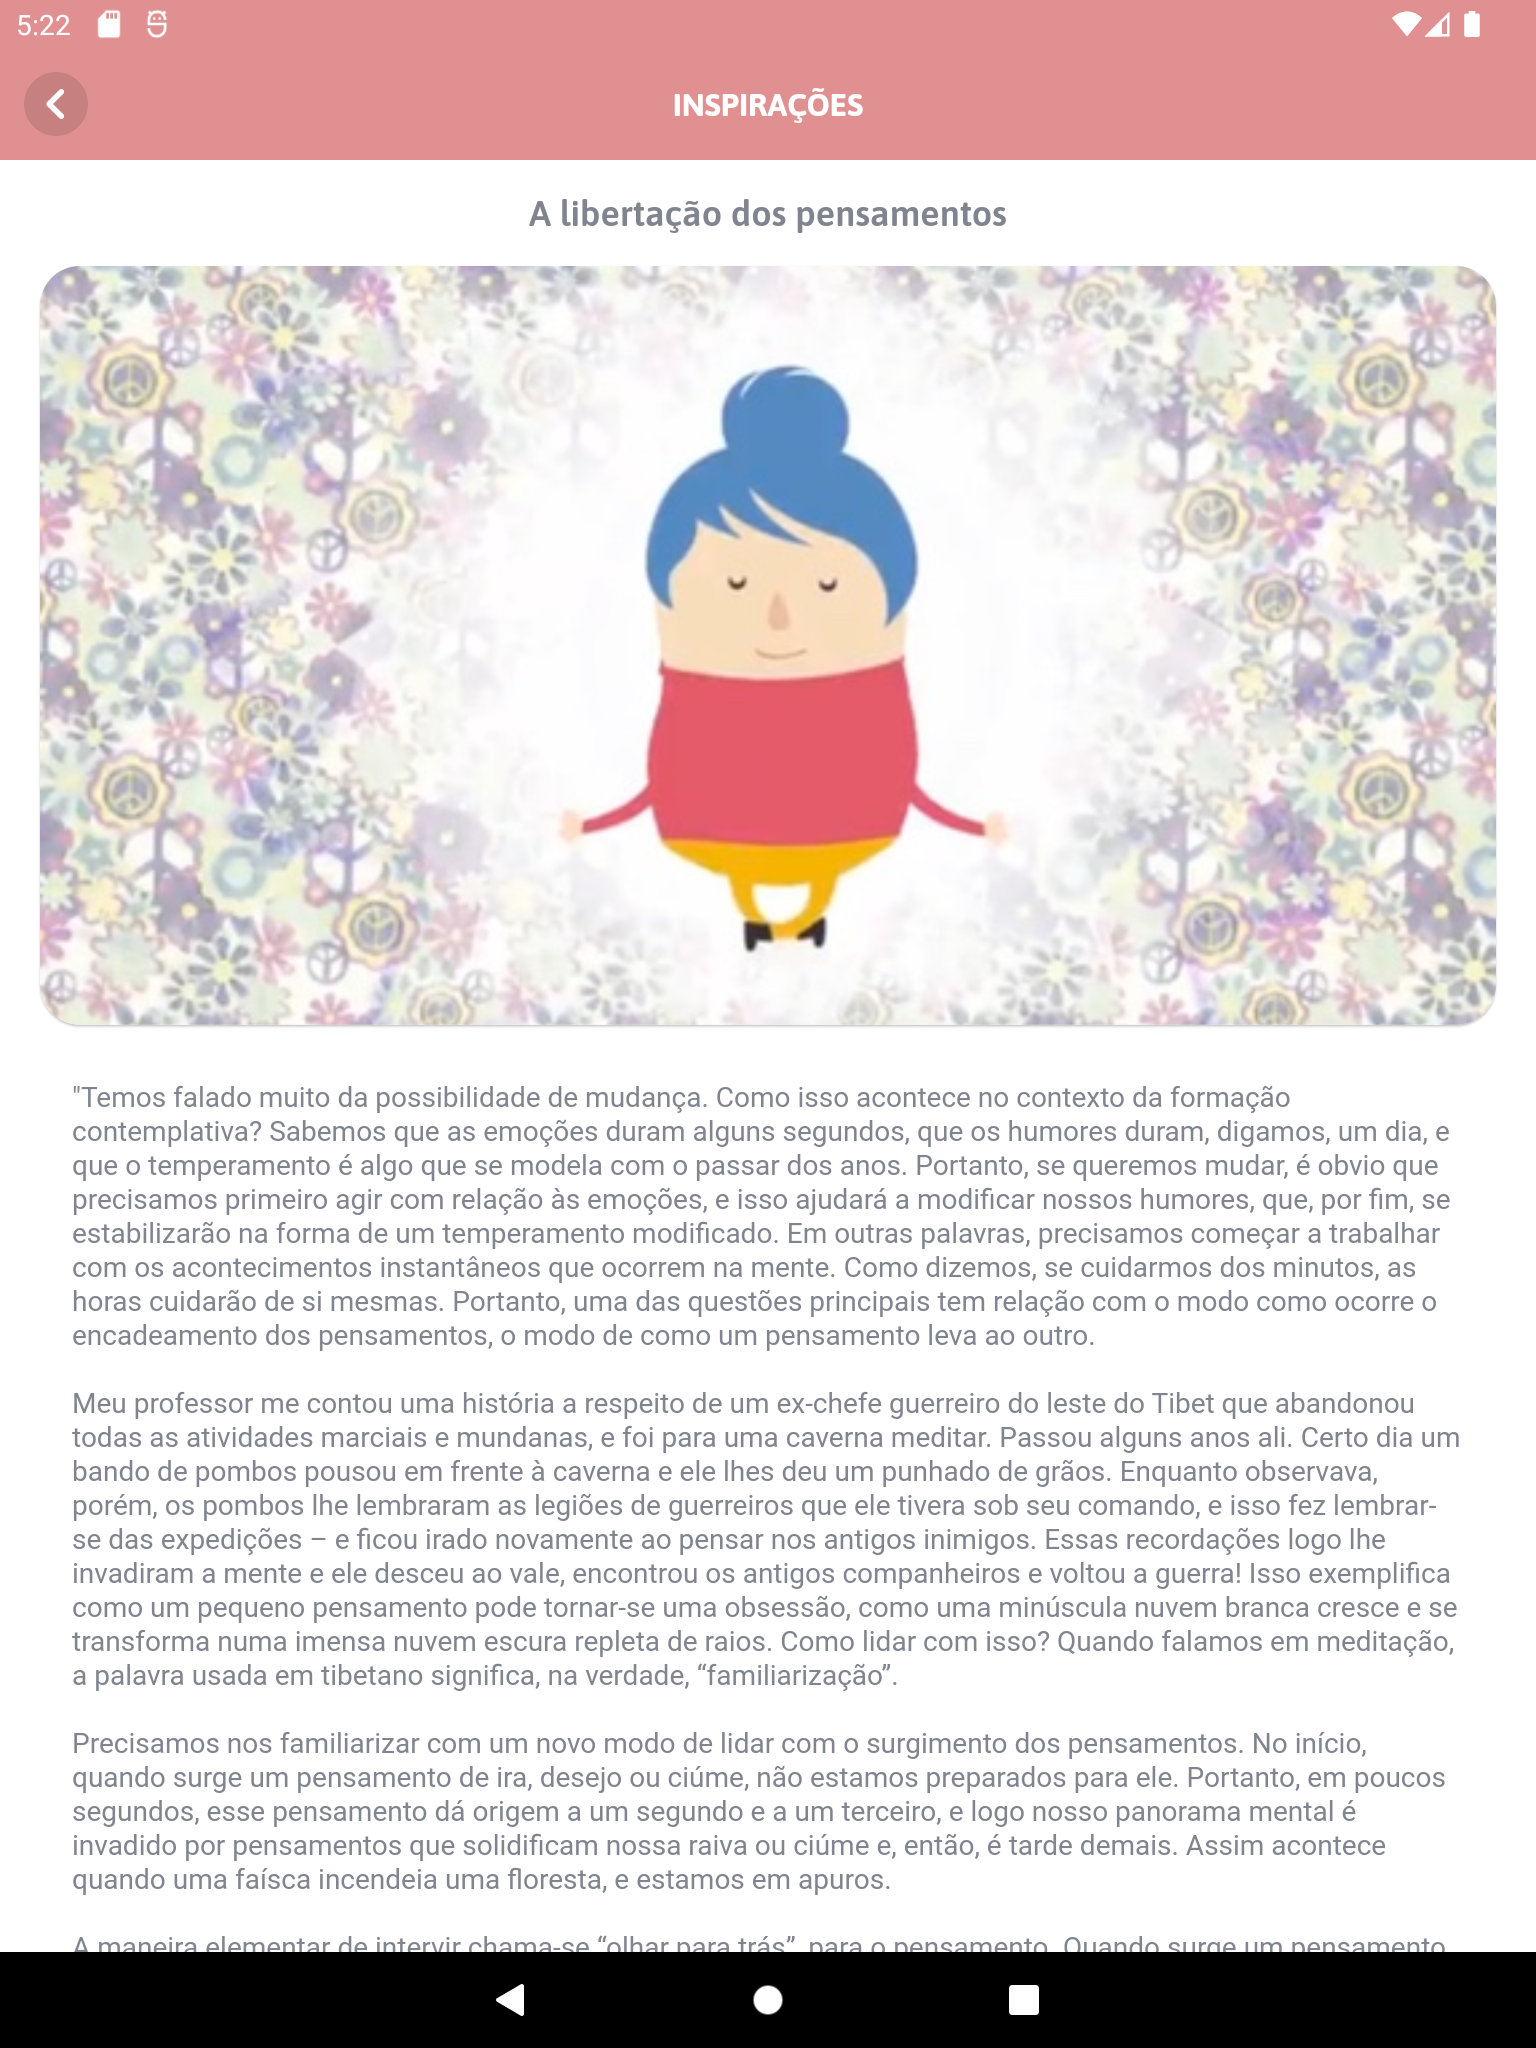 5:22
INSPIRAÇÕES
A libertação dos pensamentos
"Temos falado muito da possibilidade de mudança. Como isso acontece no contexto da formação
contemplativa? Sabemos que as emoções duram alguns segundos, que os humores duram, digamos, um dia, e
que o temperamento é algo que se modela com o passar dos anos. Portanto, se queremos mudar, é obvio que
precisamos primeiro agir com relação às emoções, e isso ajudará a modificar nossos humores, que, por fim, se
estabilizarão na forma de um temperamento modificado. Em outras palavras, precisamos começar a trabalhar
com os acontecimentos instantâneos que ocorrem na mente. Como dizemos, se cuidarmos dos minutos, as
horas cuidarão de si mesmas. Portanto, uma das questões principais tem relação com o modo como ocorre o
encadeamento dos pensamentos, o modo de como um pensamento leva ao outro.
Meu professor me contou uma história a respeito de um ex-chefe guerreiro do leste do Tibet que abandonou
todas as atividades marciais e mundanas, e foi para uma caverna meditar. Passou alguns anos ali. Certo dia um
bando de pombos pousou em frente à caverna e ele lhes deu um punhado de grãos. Enquanto observava,
porém, os pombos lhe lembraram as legiões de guerreiros que ele tivera sob seu comando, e isso fez lembrar-
se das expedições – e ficou irado novamente ao pensar nos antigos inimigos. Essas recordações logo lhe
invadiram a mente e ele desceu ao vale, encontrou os antigos companheiros e voltou a guerra! Isso exemplifica
como um pequeno pensamento pode tornar-se uma obsessão, como uma minúscula nuvem branca cresce e se
transforma numa imensa nuvem escura repleta de raios. Como lidar com isso? Quando falamos em meditação,
a palavra usada em tibetano significa, na verdade, “familiarização”.
Precisamos nos familiarizar com um novo modo de lidar com o surgimento dos pensamentos. No início,
quando surge um pensamento de ira, desejo ou ciúme, não estamos preparados para ele. Portanto, em poucos
segundos, esse pensamento dá origem a um segundo e a um terceiro, e logo nosso panorama mental é
invadido por pensamentos que solidificam nossa raiva ou ciúme e, então, é tarde demais. Assim acontece
quando uma faísca incendeia uma floresta, e estamos em apuros.
A maneira elementar de intervir chama-se “olhar para trás”, para o pensamento. Quando surge um pensamento